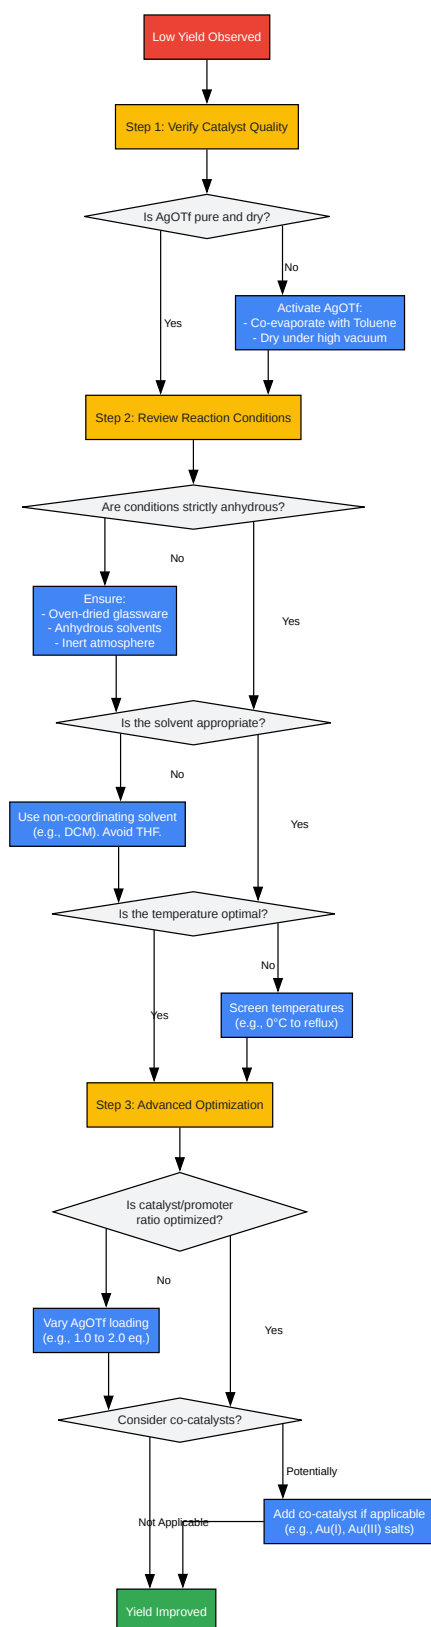 Low Yield Observed
Step 1: Verify Catalyst Quality
Is AgOTf pure and dry?
No
Activate AgOTf:
- Co-evaporate with Toluene
- Dry under high vacuum
Yes
Step 2: Review Reaction Conditions
Are conditions strictly anhydrous?
No
Ensure:
- Oven-dried glassware
- Anhydrous solvents
- Inert atmosphere
Yes
Is the solvent appropriate?
No
Use non-coordinating solvent
(e.g., DCM). Avoid THF.
Yes
Is the temperature optimal?
No
Screen temperatures
(e.g., 0°C to reflux)
Yes
Step 3: Advanced Optimization
Is catalyst/promoter
ratio optimized?
No
Vary AgOTf loading
(e.g., 1.0 to 2.0 eq.)
Yes
Consider co-catalysts?
Potentially
Add co-catalyst if applicable
(e.g., Au(I), Au(III) salts)
Not Applicable
Yield Improved